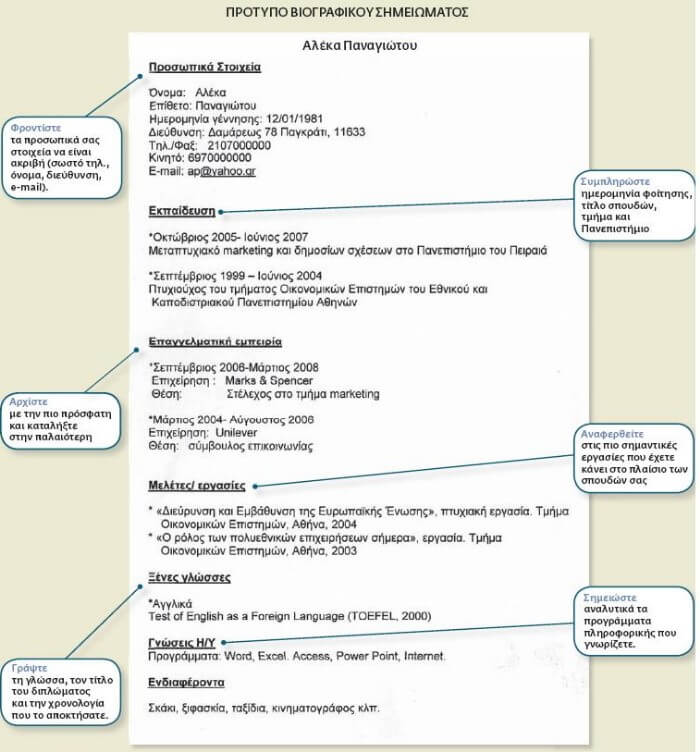 ΠΡΟΤΥΠΟ ΒΙΟΓΡΑΦΙΚΟΥ ΣΗΜΕΙΩΜΑΤΟΣ
Αλέκα Παναγιώτου
Προσωπικά Στοιχεία
Όνομα: Αλέκα
Επίθετο: Παναγιώτου
Ημερομηνία γέννησης: 12/01/1981
Διεύθυνση: Δαμάρεως 78 Παγκράτι, 11633
Τηλ./Φαξ: 2107000000
Κινητό: 6970000000
E-mail: ap@yahoo.gr
Φροντίστε
τα προσωπικά σας
στοιχεία να είναι
ακριβή (σωστό τηλ.,
όνομα, διεύθυνση,
e-mail).
Εκπαίδευση
*Οκτώβριος 2005- Ιούνιος 2007
Μεταπτυχιακό marketing και δημοσίων σχέσεων στο Πανεπιστήμιο του Πειραιά
*Σεπτέμβριος 1999 – Ιούνιος 2004
Πτυχιούχος του τμήματος Οικονομικών Επιστημών του Εθνικού και
Καποδιστριακού Πανεπιστημίου Αθηνών
Συμπληρώστε
ημερομηνία φοίτησης,
τίτλο σπουδών,
τμήμα και
Πανεπιστήμιο
Επαγγελματική εμπειρία
*Σεπτέμβριος 2006-Μάρτιος 2008
Επιχείρηση : Marks & Spencer
Θέση: Στέλεχος στο τμήμα marketing
*Μάρτιος 2004- Αύγουστος 2006
Επιχείρηση: Unilever
Θέση: σύμβουλος επικοινωνίας
Αρχίστε
με την πιο πρόσφατη
και καταλήξτε
στην παλαιότερη
Μελέτες/ εργασίες
* «Διεύρυνση και Εμβάθυνση της Ευρωπαϊκής Ένωσης», πτυχιακή εργασία. Τμήμα
Οικονομικών Επιστημών, Αθήνα, 2004
* «Ο ρόλος των πολυεθνικών επιχειρήσεων σήμερα», εργασία. Τμήμα
Οικονομικών Επιστημών, Αθήνα, 2003
Αναφερθείτε
στις πιο σημαντικές
εργασίες που έχετε
κάνει στο πλαίσιο των
σπουδών σας
Ξένες γλώσσες
*Αγγλικά
Test of English as a Foreign Language (TOEFEL, 2000)
Γράψτε
τη γλώσσα, τον τίτλο
του διπλώματος
και την χρονολογία
που το αποκτήσατε.
Γνώσεις Η/Υ
Προγράμματα: Word, Excel. Access, Power Point, Internet.
Σημειώστε
αναλυτικά τα
προγράμματα
πληροφορικής που
γνωρίζετε.
Ενδιαφέροντα
Σκάκι, ξιφασκία, ταξίδια, κινηματογράφος κλπ.